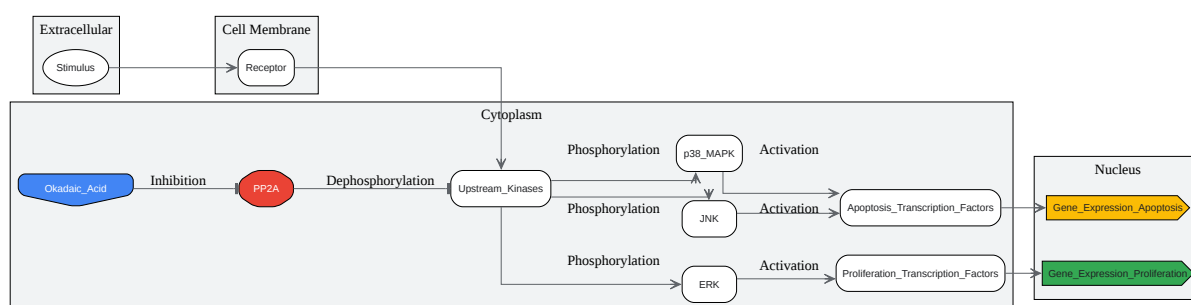 Extracellular
Stimulus
Cell Membrane
Receptor
Cytoplasm
Okadaic_Acid
Inhibition
PP2A
Dephosphorylation
Upstream_Kinases
Phosphorylation
p38_MAPK
Activation
Phosphorylation
JNK
Activation
Apoptosis_Transcription_Factors
Phosphorylation
ERK
Activation
Proliferation_Transcription_Factors
Nucleus
Gene_Expression_Apoptosis
Gene_Expression_Proliferation